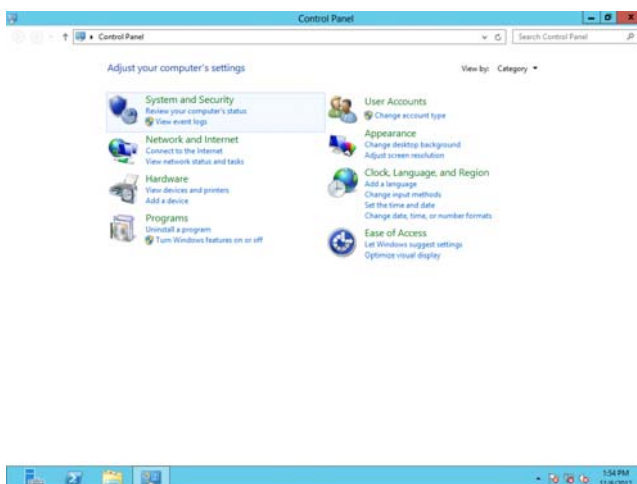 Control Panel
Control Panel
Search Control Panel
Adjust your computer's settings
View by: Category
System and Security
Review your computer's status
View event logs
Network and Internet
Connect to the Internet
View network status and tasks
Hardware
View devices and printers
Add a device
Programs
Uninstall a program
Turn Windows features on or off
User Accounts
Change account type
Appearance
Change desktop background
Adjust screen resolution
Clock, Language, and Region
Add a language
Change input methods
Set the time and date
Change date, time, or number formats
Ease of Access
Let Windows suggest settings
Optimize visual display
1:54 PM